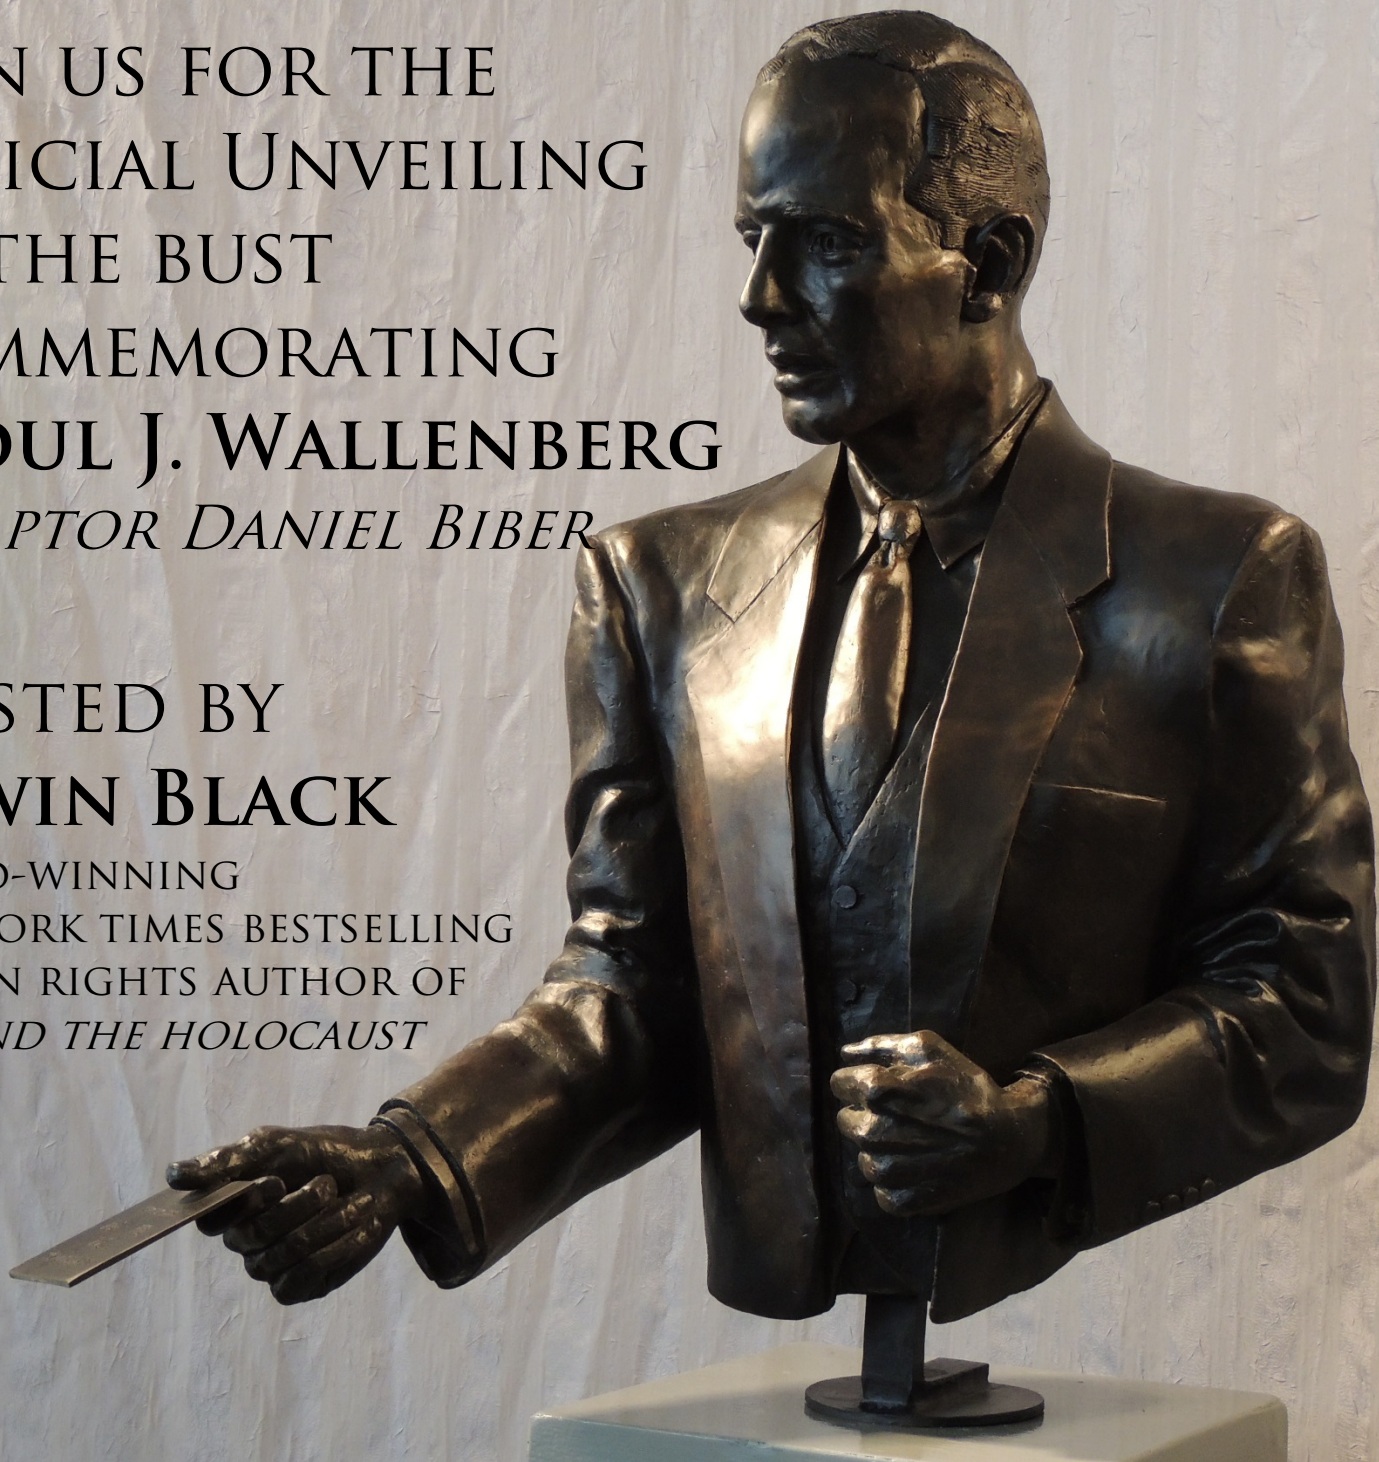 N US FOR THE
ICIAL UNVEILING
THE BUST
MMEMORATING
OUL J. WALLENBERG
PTOR DANIEL BIBER
STED BY
WIN BLACK
D-WINNING
ORK TIMES BESTSELLING
N RIGHTS AUTHOR OF
ND THE HOLOCAUST